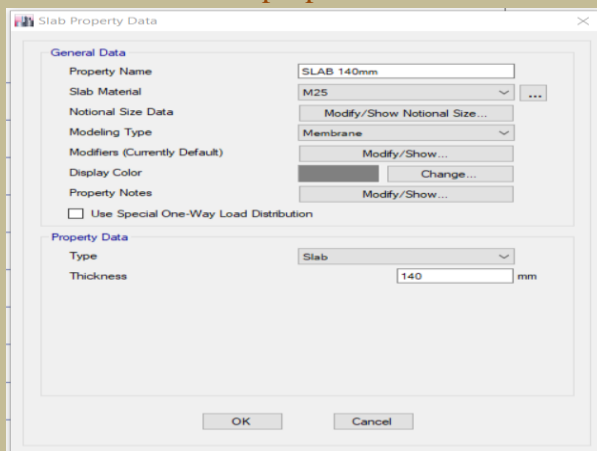 Slab Property Data
General Data
Property Name SLAB 140mm
Slab Material M25 ...
Notional Size Data Modify/Show Notional Size...
Modeling Type Membrane
Modifiers (Currently Default) Modify/Show...
Display Color Change...
Property Notes Modify/Show...
Use Special One-Way Load Distribution
Property Data
Type Slab
Thickness 140 mm
OK Cancel